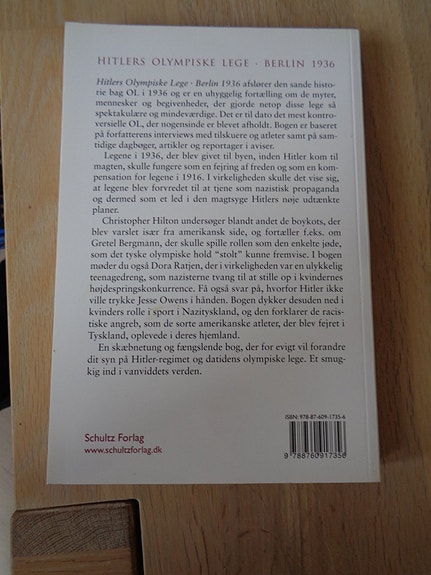 HITLERS OLYMPISKE LEGE · BERLIN 1936
Hitlers Olympiske Lege · Berlin 1936 afslører den sande histo-
rie bag OL i 1936 og er en uhyggelig fortælling om de myter,
mennesker og begivenheder, der gjorde netop disse lege så
spektakulære og mindeværdige. Det er til dato det mest kontro-
versielle OL, der nogensinde er blevet afholdt. Bogen er baseret
på forfatterens interviews med tilskuere og atleter samt på sam-
tidige dagbøger, artikler og reportager i aviser.
Legene i 1936, der blev givet til byen, inden Hitler kom til
magten, skulle fungere som en fejring af freden og som en kom-
pensation for legene i 1916. I virkeligheden skulle det vise sig,
at legene blev forvredet til at tjene som nazistisk propaganda
og dermed som et led i den magtsyge Hitlers nøje udtænkte
planer.
Christopher Hilton undersøger blandt andet de boykots, der
blev varslet især fra amerikansk side, og fortæller f.eks. om
Gretel Bergmann, der skulle spille rollen som den enkelte jøde,
som det tyske olympiske hold "stolt" kunne fremvise. I bogen
møder du også Dora Ratjen, der i virkeligheden var en ulykkelig
teenagedreng, som nazisterne tvang til at stille op i kvindernes
højdespringskonkurrence. Få også svar på, hvorfor Hitler ikke
ville trykke Jesse Owens i hånden. Bogen dykker desuden ned i
kvinders rolle i sport i Nazityskland, og den forklarer de racis-
tiske angreb, som de sorte amerikanske atleter, der blev fejret i
Tyskland, oplevede i deres hjemland.
En skæbnetung og fængslende bog, der for evigt vil forandre
dit syn på Hitler-regimet og datidens olympiske lege. Et smug-
kig ind i vanviddets verden.
ISBN: 978-87-609-1735-6
Schultz Forlag
www.schultzforlag.dk
9 788760 917356